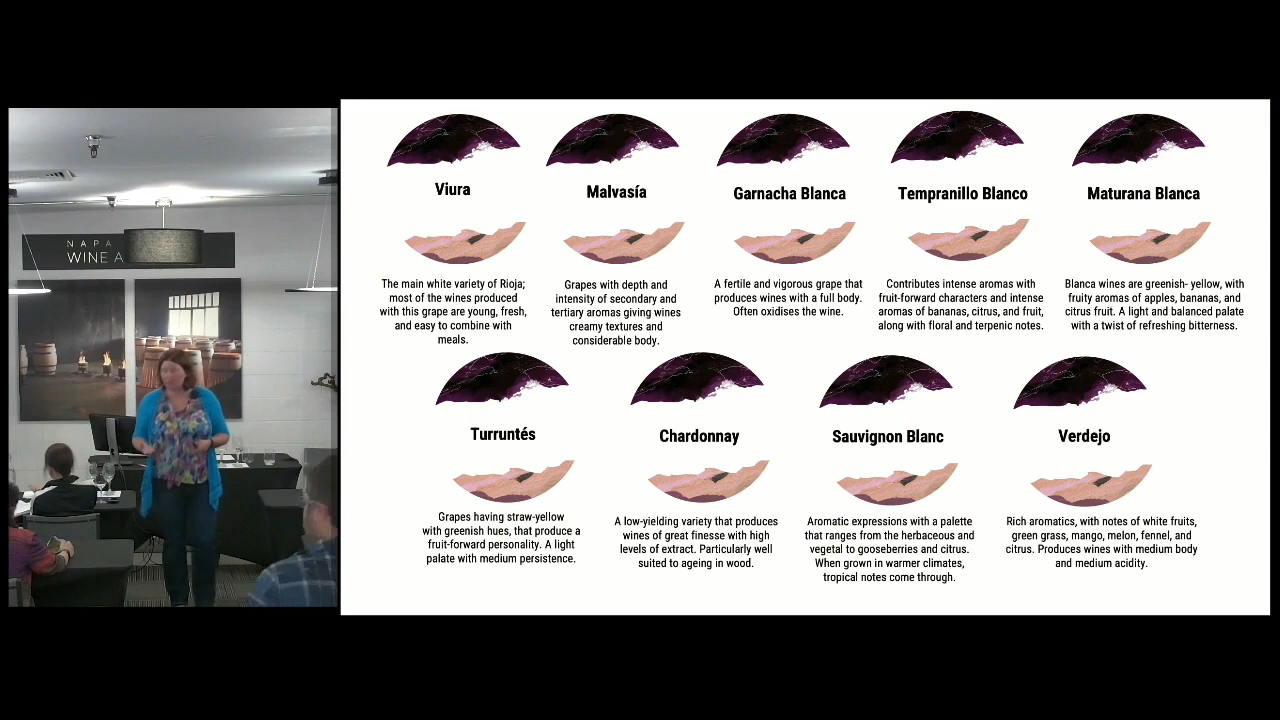 NAPA
WINE A
Viura
The main white variety of Rioja;
most of the wines produced
with this grape are young, fresh,
and easy to combine with
meals.
Malvasía
Grapes with depth and
intensity of secondary and
tertiary aromas giving wines
creamy textures and
considerable body.
Garnacha Blanca
A fertile and vigorous grape that
produces wines with a full body.
Often oxidises the wine.
Tempranillo Blanco
Contributes intense aromas with
fruit-forward characters and intense
aromas of bananas, citrus, and fruit,
along with floral and terpenic notes.
Maturana Blanca
Blanca wines are greenish- yellow, with
fruity aromas of apples, bananas, and
citrus fruit. A light and balanced palate
with a twist of refreshing bitterness.
Turruntés
Grapes having straw-yellow
with greenish hues, that produce a
fruit-forward personality. A light
palate with medium persistence.
Chardonnay
A low-yielding variety that produces
wines of great finesse with high
levels of extract. Particularly well
suited to ageing in wood.
Sauvignon Blanc
Aromatic expressions with a palette
that ranges from the herbaceous and
vegetal to gooseberries and citrus.
When grown in warmer climates,
tropical notes come through.
Verdejo
Rich aromatics, with notes of white fruits,
green grass, mango, melon, fennel, and
citrus. Produces wines with medium body
and medium acidity.